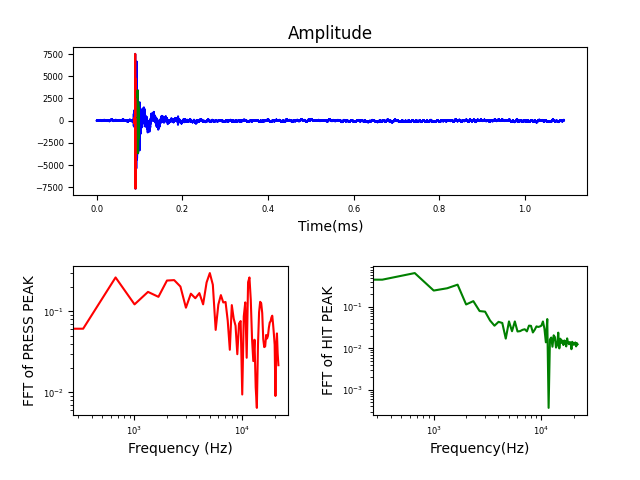 Amplitude
7500
5000
2500
0
−2500
−5000
−7500
0.0 0.2 0.4 0.6 0.8 1.0
Time(ms)
FFT of PRESS PEAK
10⁻¹
10⁻²
10³ 10⁴
Frequency (Hz)
FFT of HIT PEAK
10⁻¹
10⁻²
10⁻³
10³ 10⁴
Frequency(Hz)